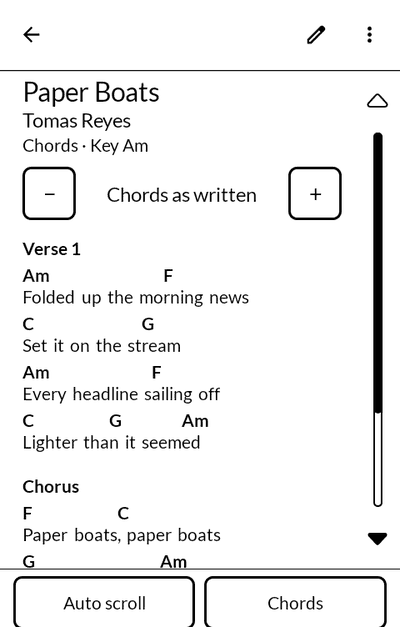 Paper Boats
Tomas Reyes
Chords · Key Am
− Chords as written +
Verse 1
Am F
Folded up the morning news
C G
Set it on the stream
Am F
Every headline sailing off
C G Am
Lighter than it seemed
Chorus
F C
Paper boats, paper boats
G Am
Auto scroll Chords